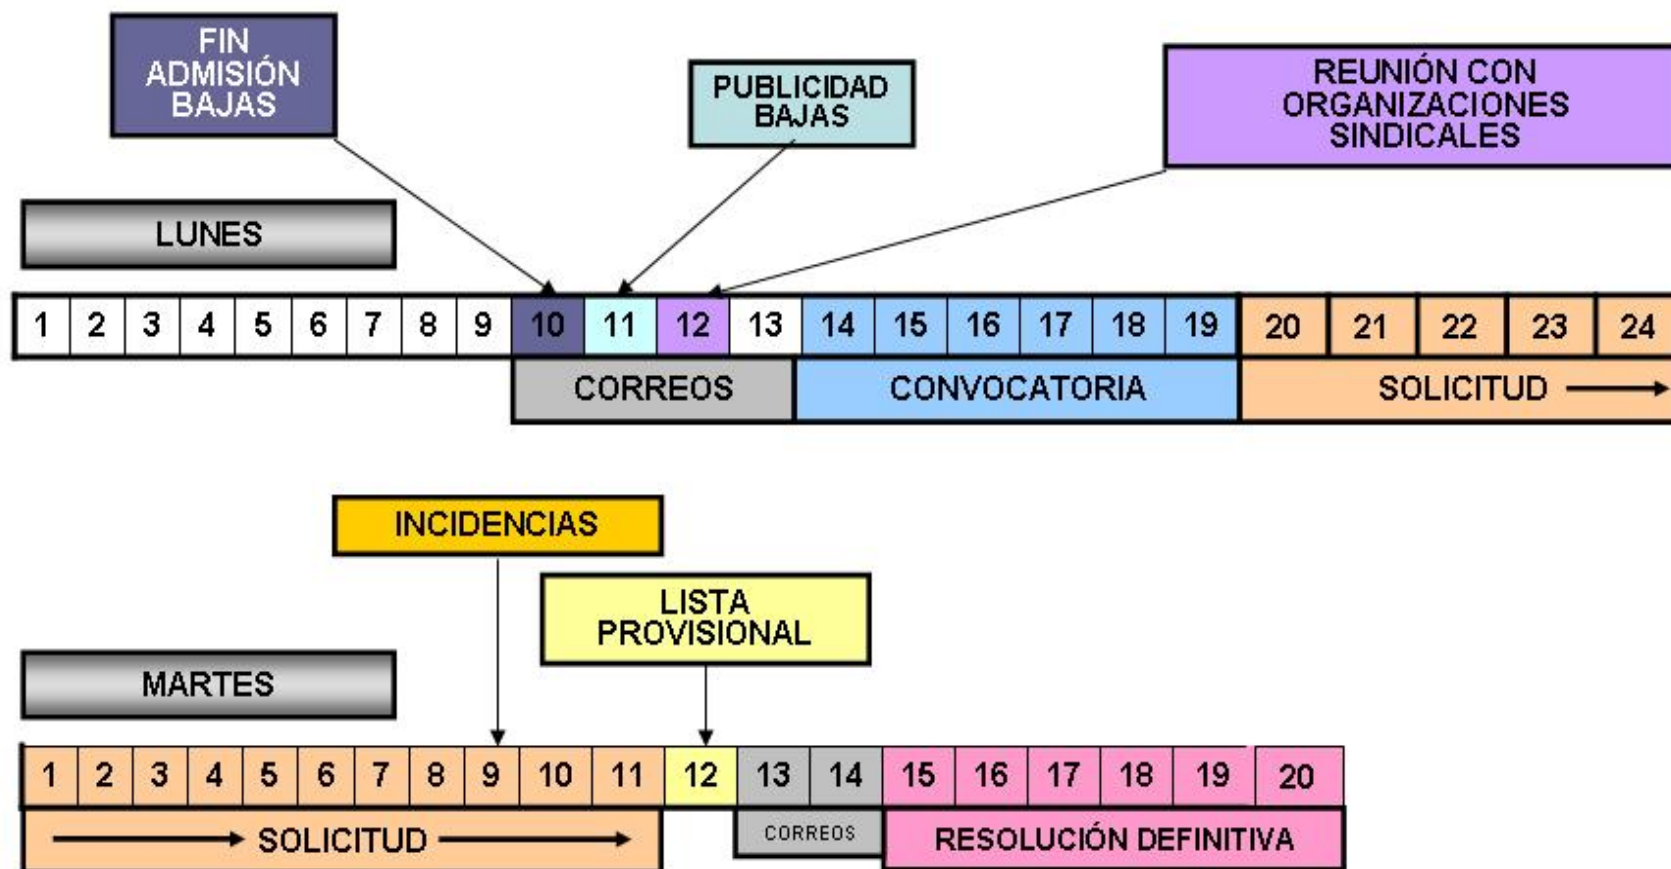 FIN
ADMISIÓN
BAJAS
PUBLICIDAD
BAJAS
REUNIÓN CON
ORGANIZACIONES
SINDICALES
LUNES
1 2 3 4 5 6 7 8 9 10 11 12 13 14 15 16 17 18 19 20 21 22 23 24
CORREOS CONVOCATORIA SOLICITUD
INCIDENCIAS
LISTA
PROVISIONAL
MARTES
1 2 3 4 5 6 7 8 9 10 11 12 13 14 15 16 17 18 19 20
SOLICITUD CORREOS RESOLUCIÓN DEFINITIVA